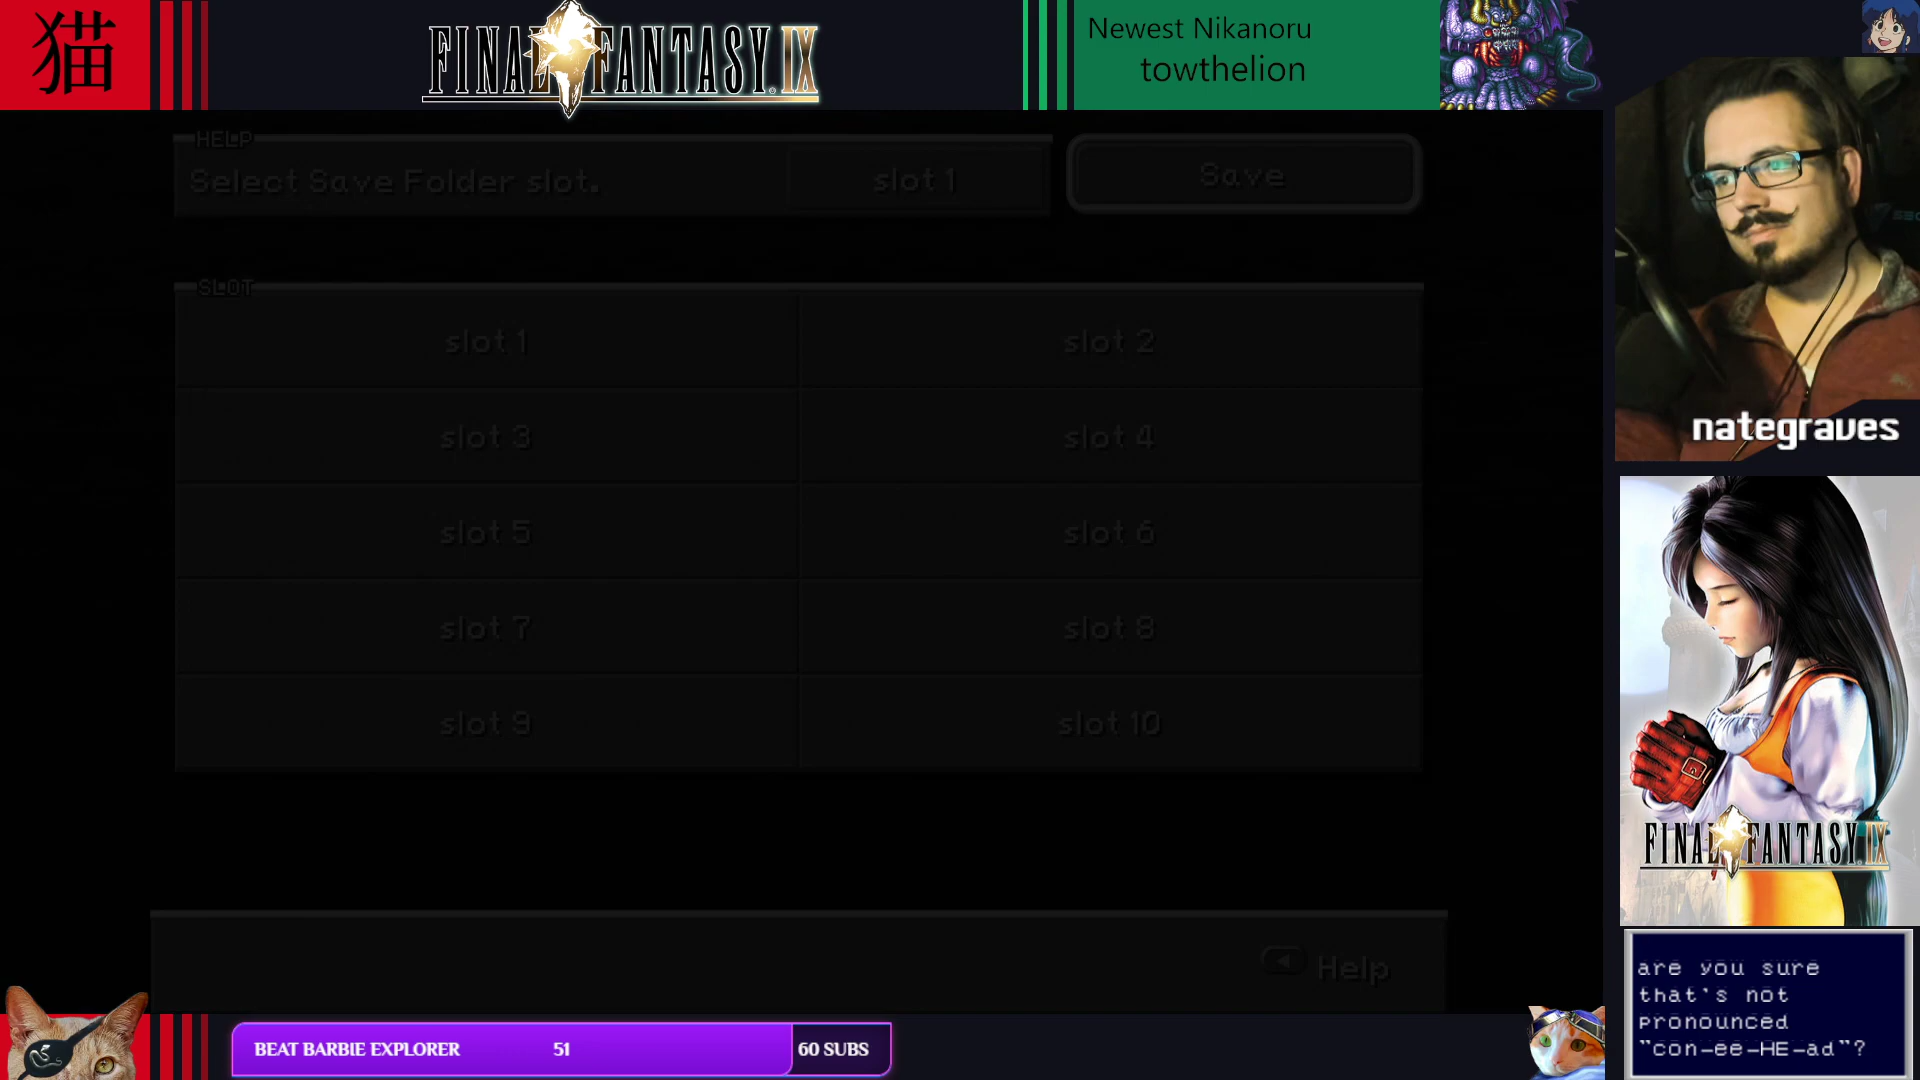 猫
FINAL FANTASY IX
Newest Nikanoru
towthelion
HELP
Select Save Folder slot.
slot 1
Save
SLOT
slot 1
slot 2
slot 3
slot 4
slot 5
slot 6
slot 7
slot 8
slot 9
slot 10
Help
nategraves
FINAL FANTASY IX
are you sure
that's not
pronounced
"con-ee-HE-ad"?
BEAT BARBIE EXPLORER
51
60 SUBS